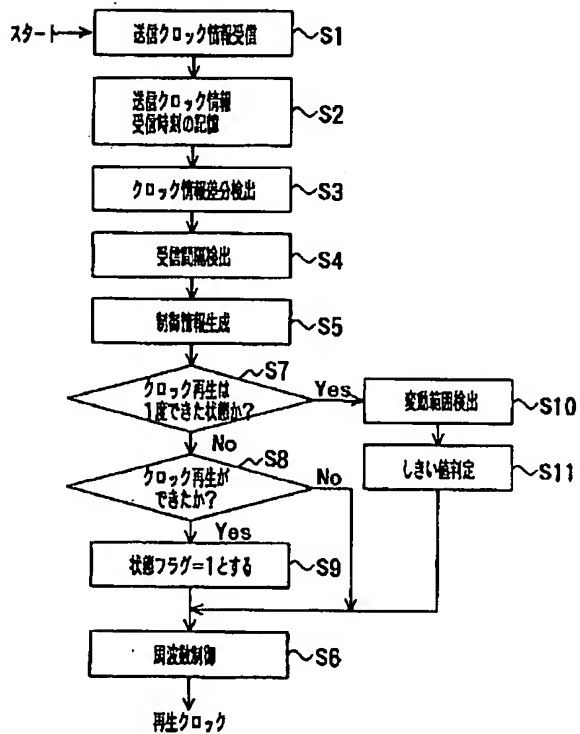 スタート
送信クロック情報受信
S1
送信クロック情報
受信時刻の記憶
S2
クロック情報差分検出
S3
受信間隔検出
S4
制御情報生成
S5
クロック再生は
1度できた状態か?
S7
Yes
変動範囲検出
S10
No
しきい値判定
S11
クロック再生が
できたか?
S8
No
Yes
状態フラグ=1とする
S9
周波数制御
S6
再生クロック